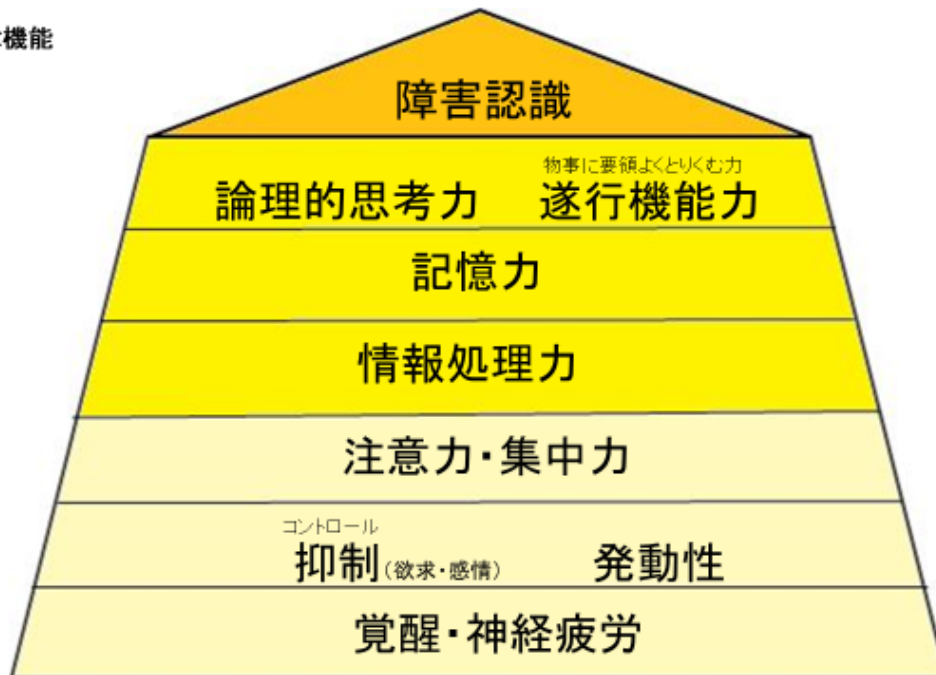 機能
障害認識
物事に要領よくとりくむ力
論理的思考力 遂行機能力
記憶力
情報処理力
注意力・集中力
コントロール
抑制(欲求・感情) 発動性
覚醒・神経疲労